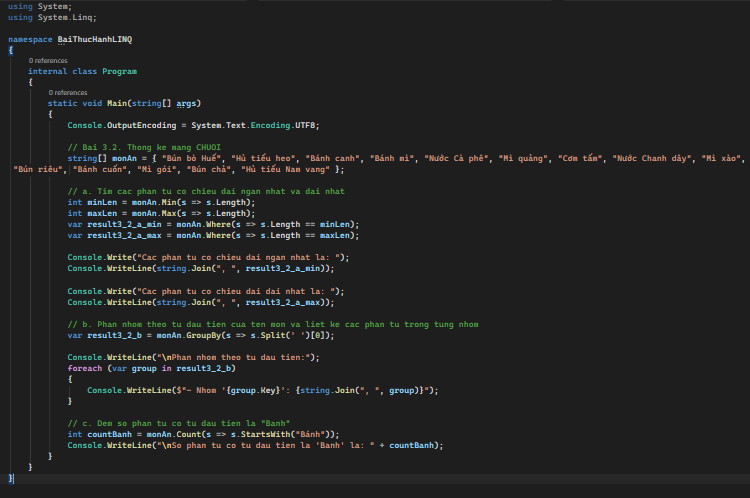 using System;
using System.Linq;
namespace BaiThucHanhLINQ
{
0 references
internal class Program
{
0 references
static void Main(string[] args)
{
Console.OutputEncoding = System.Text.Encoding.UTF8;
// Bai 3.2. Thong ke mang CHUOI
string[] monAn = { "Bún bò Huế", "Hủ tiếu heo", "Bánh canh", "Bánh mì", "Nước Cà phê", "Mì quảng", "Cơm tấm", "Nước Chanh dây", "Mì xào",
"Bún riêu", "Bánh cuốn", "Mì gói", "Bún chả", "Hủ tiếu Nam vang" };
// a. Tim cac phan tu co chieu dai ngan nhat va dai nhat
int minLen = monAn.Min(s => s.Length);
int maxLen = monAn.Max(s => s.Length);
var result3_2_a_min = monAn.Where(s => s.Length == minLen);
var result3_2_a_max = monAn.Where(s => s.Length == maxLen);
Console.Write("Cac phan tu co chieu dai ngan nhat la: ");
Console.WriteLine(string.Join(", ", result3_2_a_min));
Console.Write("Cac phan tu co chieu dai dai nhat la: ");
Console.WriteLine(string.Join(", ", result3_2_a_max));
// b. Phan nhom theo tu dau tien cua ten mon va liet ke cac phan tu trong tung nhom
var result3_2_b = monAn.GroupBy(s => s.Split(' ')[0]);
Console.WriteLine("\nPhan nhom theo tu dau tien:");
foreach (var group in result3_2_b)
{
Console.WriteLine($"- Nhom '{group.Key}': {string.Join(", ", group)}");
}
// c. Dem so phan tu co tu dau tien la "Banh"
int countBanh = monAn.Count(s => s.StartsWith("Bánh"));
Console.WriteLine("\nSo phan tu co tu dau tien la 'Banh' la: " + countBanh);
}
}
}